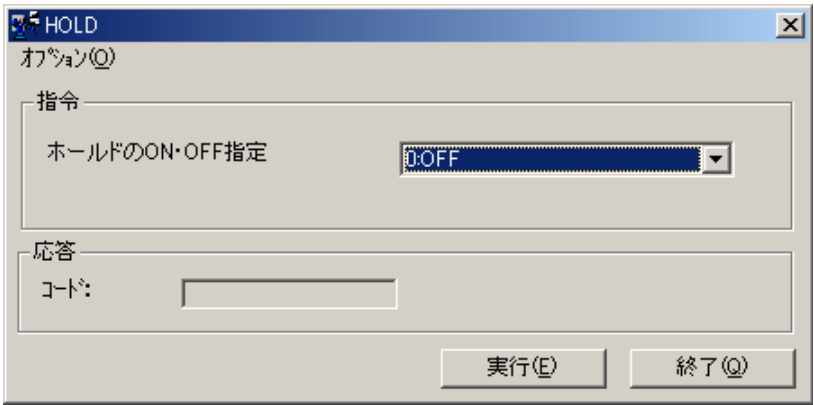 HOLD
ｵﾌﾟｼｮﾝ(O)
指令
ホールドのON･OFF指定
0:OFF
応答
ｺｰﾄﾞ:
実行(E)
終了(Q)